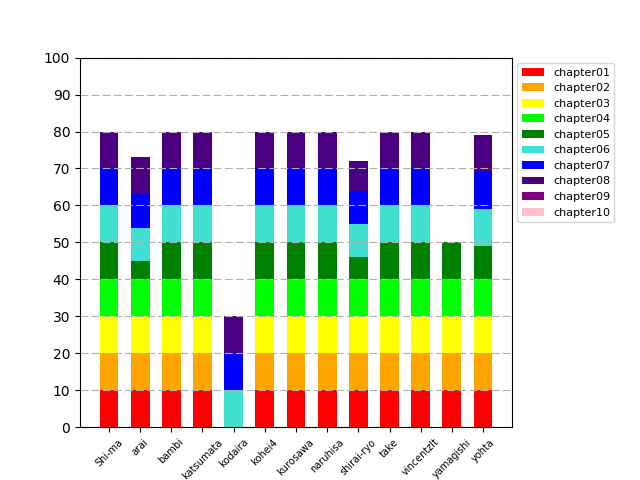 100
90
80
70
60
50
40
30
20
10
0
chapter01
chapter02
chapter03
chapter04
chapter05
chapter06
chapter07
chapter08
chapter09
chapter10
Shi-ma
arai
bambi
katsumata
kodaira
kohei4
kurosawa
naruhisa
shirai-ryo
take
vincentzlt
yamagishi
yohta